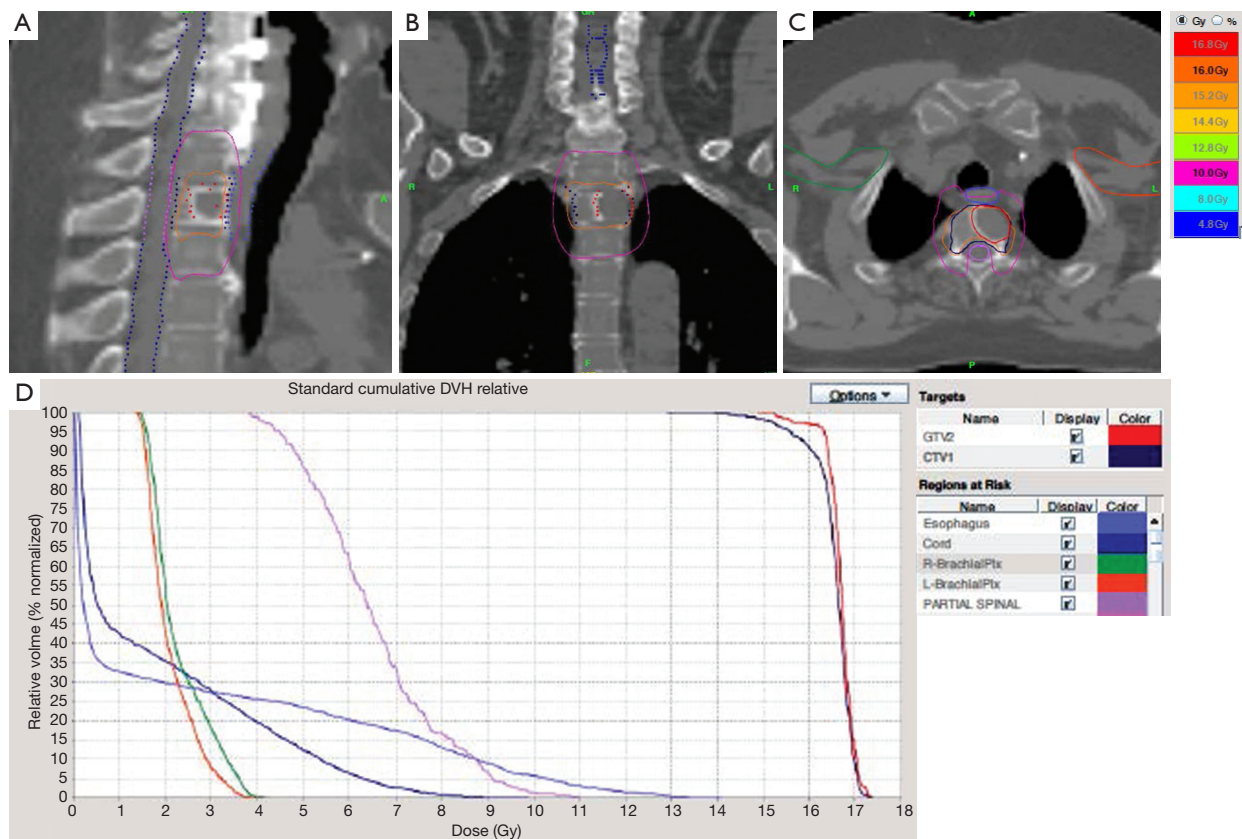 A
B
C
A
R
L
F
A
R
L
P
Gy %
16.8Gy
16.0Gy
15.2Gy
14.4Gy
12.8Gy
10.0Gy
8.0Gy
4.8Gy
D
Standard cumulative DVH relative
Options
100
95
90
85
80
75
70
65
60
55
50
45
40
35
30
25
20
15
10
5
0
Relative volme (% normalized)
0 1 2 3 4 5 6 7 8 9 10 11 12 13 14 15 16 17 18
Dose (Gy)
Targets
Name Display Color
GTV2
CTV1
Regions at Risk
Name Display Color
Esophagus
Cord
R-BrachialPlx
L-BrachialPlx
PARTIAL SPINAL